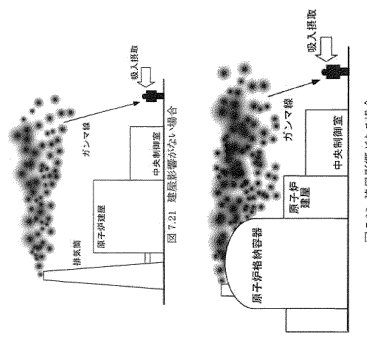 排気筒
原子炉建屋
中央制御室
ガンマ線
吸入摂取
図 7.21 建屋影響がない場合
原子炉格納容器
原子炉
建屋
中央制御室
ガンマ線
吸入摂取